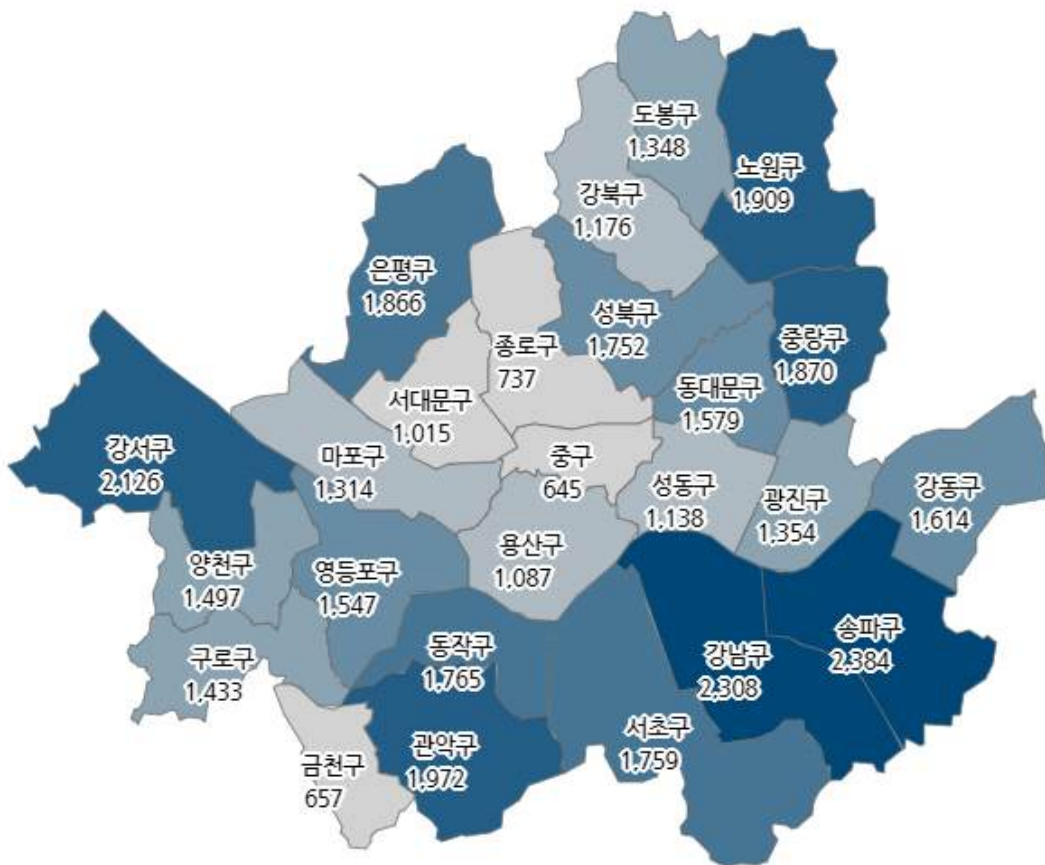 도봉구
1,348
노원구
1,909
강북구
1,176
은평구
1,866
성북구
1,752
종로구
737
중랑구
1,870
동대문구
1,579
서대문구
1,015
강서구
2,126
마포구
1,314
중구
645
성동구
1,138
광진구
1,354
강동구
1,614
용산구
1,087
양천구
1,497
영등포구
1,547
송파구
2,384
동작구
1,765
강남구
2,308
구로구
1,433
서초구
1,759
관악구
1,972
금천구
657